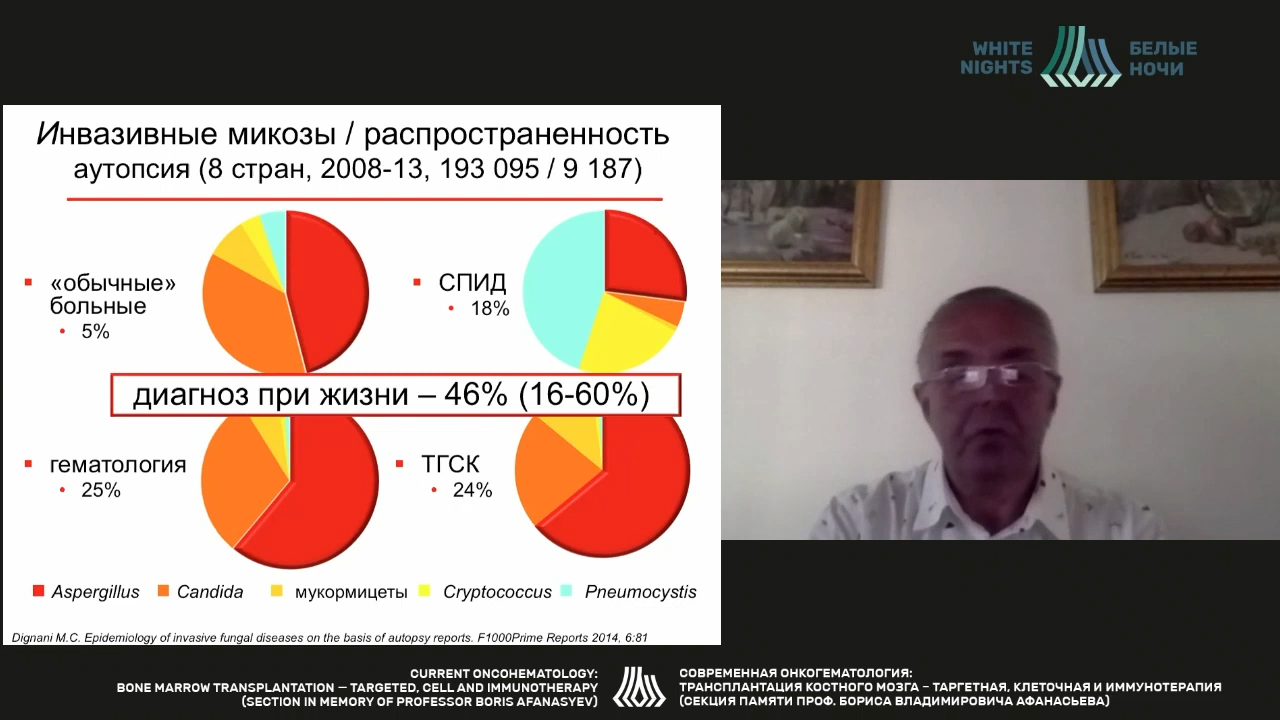 WHITE
NIGHTS
БЕЛЫЕ
НОЧИ
Инвазивные микозы / распространенность
аутопсия (8 стран, 2008-13, 193 095 / 9 187)
▪ «обычные»
больные
• 5%
▪ СПИД
• 18%
диагноз при жизни – 46% (16-60%)
▪ гематология
• 25%
▪ ТГСК
• 24%
Aspergillus Candida мукормицеты Cryptococcus Pneumocystis
Dignani M.C. Epidemiology of invasive fungal diseases on the basis of autopsy reports. F1000Prime Reports 2014, 6:81
CURRENT ONCOHEMATOLOGY:
BONE MARROW TRANSPLANTATION – TARGETED, CELL AND IMMUNOTHERAPY
(SECTION IN MEMORY OF PROFESSOR BORIS AFANASYEV)
СОВРЕМЕННАЯ ОНКОГЕМАТОЛОГИЯ:
ТРАНСПЛАНТАЦИЯ КОСТНОГО МОЗГА – ТАРГЕТНАЯ, КЛЕТОЧНАЯ И ИММУНОТЕРАПИЯ
(СЕКЦИЯ ПАМЯТИ ПРОФ. БОРИСА ВЛАДИМИРОВИЧА АФАНАСЬЕВА)